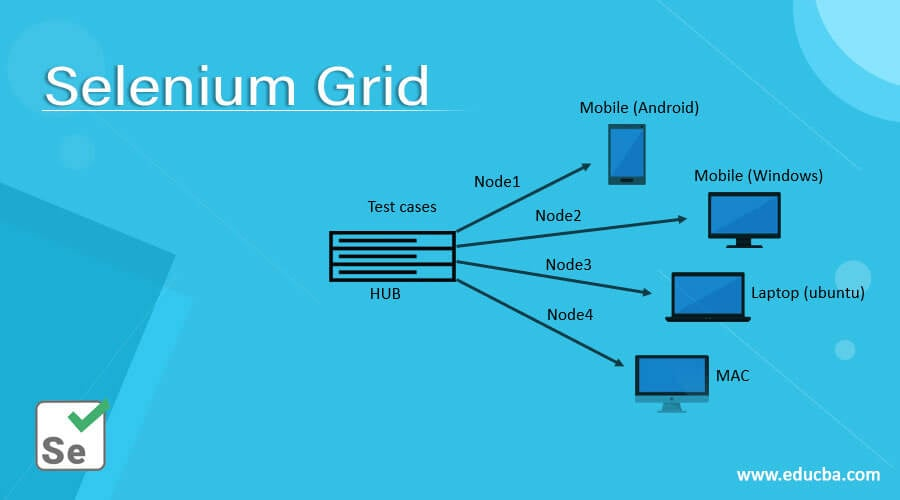 Selenium Grid
Mobile (Android)
Node1
Mobile (Windows)
Test cases
Node2
Node3
HUB
Laptop (ubuntu)
Node4
MAC
Se
www.educba.com